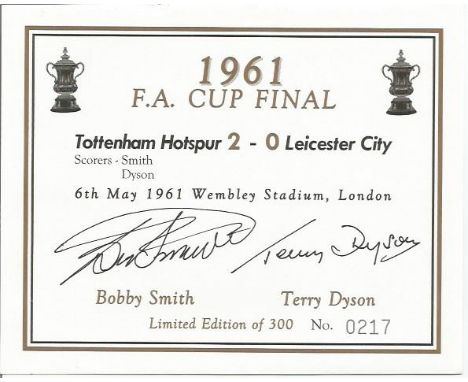 1961
F.A. CUP FINAL
Tottenham Hotspur 2 - 0 Leicester City
Scorers - Smith
Dyson
6th May 1961 Wembley Stadium, London
Terry Dyson
Bobby Smith Terry Dyson
Limited Edition of 300 No. 0217